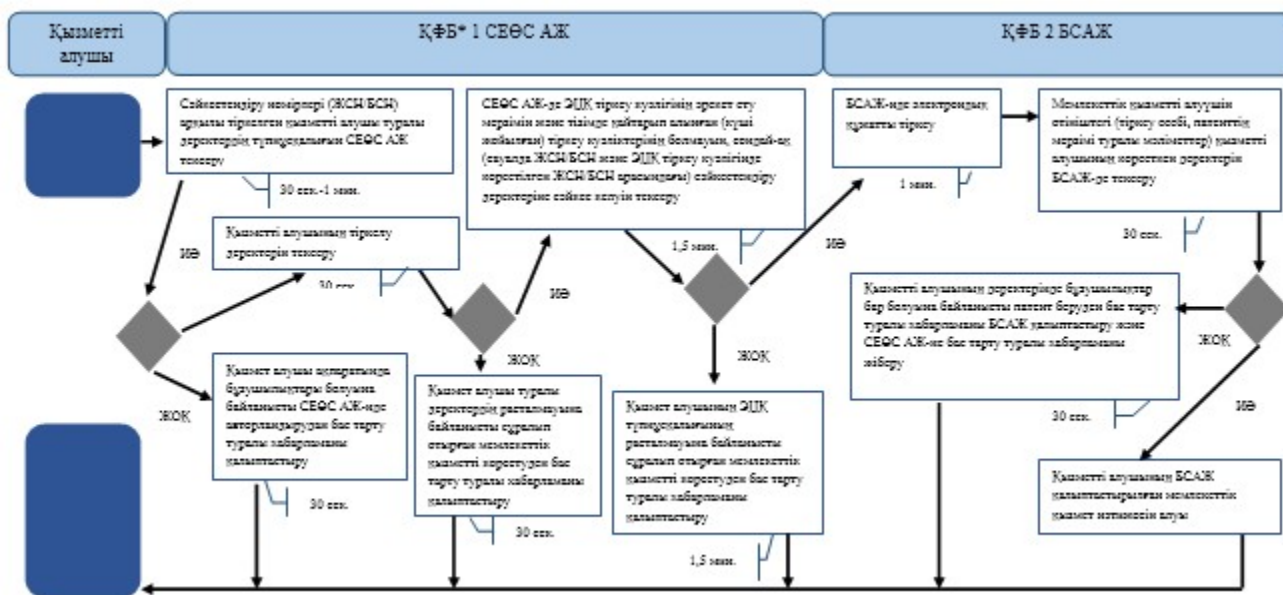 Қызметті
алушы
ҚФБ* 1 СЕӨС АЖ
ҚФБ 2 БСАЖ
Сәйкестендіру нөмірлері (ЖСН/БСН)
арқылы тіркелген қызметті алушы туралы
деректердің түпнұсқалығын СЕӨС АЖ
тексеру
30 сек.-1 мин.
СЕӨС АЖ-де ЭЦҚ тіркеу куәлігінің әрекет ету
мерзімін және тізімде қайтарып алынған (күші
жойылған) тіркеу куәліктерінің болмауын, сондай-ақ
(сауалда ЖСН/БСН және ЭЦҚ тіркеу куәлігінде
көрсетілген ЖСН/БСН арасындағы) сәйкестендіру
деректеріне сәйкес келуін тексеру
1,5 мин.
БСАЖ-нде электрондық
құжатты тіркеу
1 мин.
Мемлекеттік қызметті алуүшін
өтініштегі (тіркеу есебі, патенттің
мерзімі туралы мәліметтер) қызметті
алушының көрсеткен деректерін
БСАЖ-де тексеру
30 сек.
Қызметті алушының тіркелу
деректерін тексеру
30 сек.
ИӘ
ИӘ
ИӘ
ЖОҚ
ЖОҚ
ЖОҚ
ЖОҚ
ИӘ
Қызметті алушының деректерінде бұзушылықтар
бар болуына байланысты патент беруден бас тарту
туралы хабарламаны БСАЖ қалыптастыру және
СЕӨС АЖ-не бас тарту туралы хабарламаны
жіберу
30 сек.
Қызмет алушы ақпаратында
бұзушылықтары болуына
байланысты СЕӨС АЖ-нде
авторландырудан бас тарту
туралы хабарламаны
қалыптастыру
30 сек.
Қызмет алушы туралы
деректердің расталмауына
байланысты сұралып
отырған мемлекеттік
қызметті көрсетуден бас
тарту туралы хабарламаны
қалыптастыру
30 сек.
Қызмет алушының ЭЦҚ
түпнұсқалығының
расталмауына байланысты
сұралып отырған мемлекеттік
қызметті көрсетуден бас тарту
туралы хабарламаны
қалыптастыру
1,5 мин.
Қызметті алушының БСАЖ
қалыптастырылған мемлекеттік
қызмет нәтижесін алуы